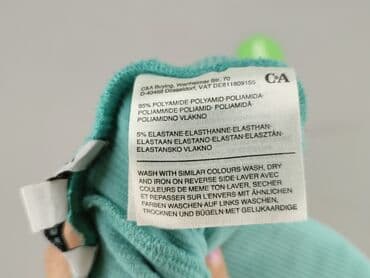 C&A Buying, Wanheimer Str. 70
D-40468 Düsseldorf, VAT DE811809155
C&A
95% POLYAMIDE·POLYAMID·POLIAMIDA·
POLIAMMIDE·POLIAMID·POLIAMIDĂ·
POLIAMIDNO VLAKNO
5% ELASTANE·ELASTHANNE·ELASTHAN·
ELASTAAN·ELASTANO·ELASTAN·ELASZTÁN·
ELASTANSKO VLAKNO
WASH WITH SIMILAR COLOURS·WASH, DRY
AND IRON ON REVERSE SIDE·LAVER AVEC
COULEURS DE MEME TON·LAVER, SECHER
ET REPASSER SUR L'ENVERS·MIT ÄHNLICHEN
FARBEN WASCHEN·AUF LINKS WASCHEN,
TROCKNEN UND BÜGELN·MET GELIJKAARDIGE